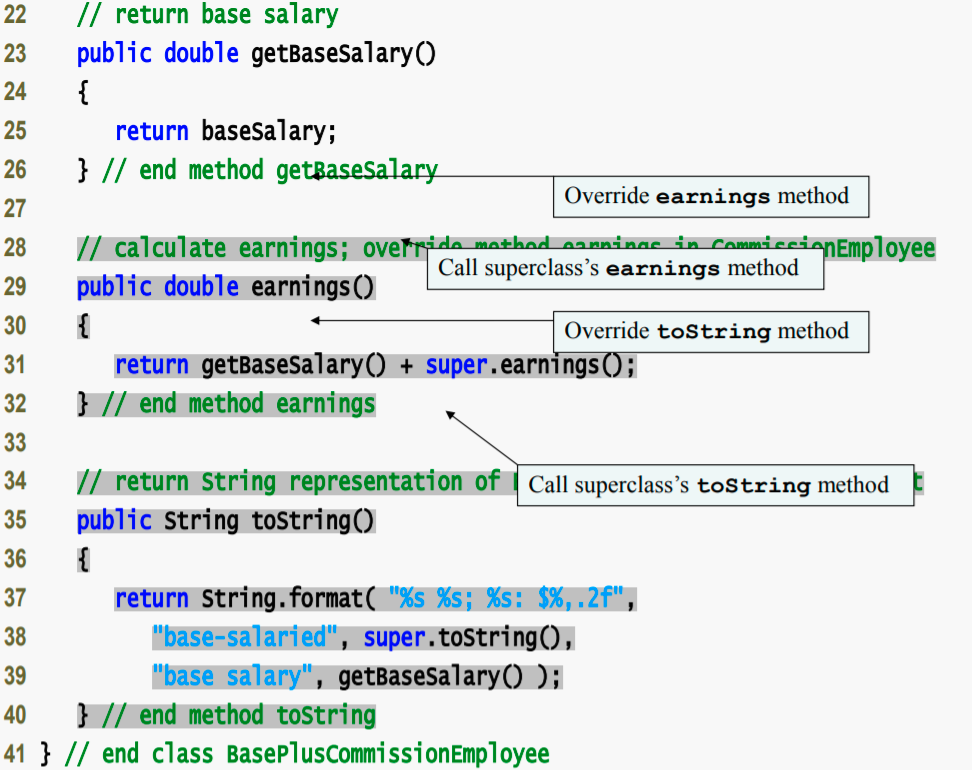 22 // return base salary
23 public double getBaseSalary()
24 {
25 return baseSalary;
26 } // end method getBaseSalary
Override earnings method
27
28 // calculate earnings; override method earnings in CommissionEmployee
Call superclass's earnings method
29 public double earnings()
30 {
Override toString method
31 return getBaseSalary() + super.earnings();
32 } // end method earnings
33
34 // return String representation of
Call superclass's toString method
35 public String toString()
36 {
37 return String.format( "%s %s; %s: $%,.2f",
38 "base-salaried", super.toString(),
39 "base salary", getBaseSalary() );
40 } // end method toString
41 } // end class BasePlusCommissionEmployee